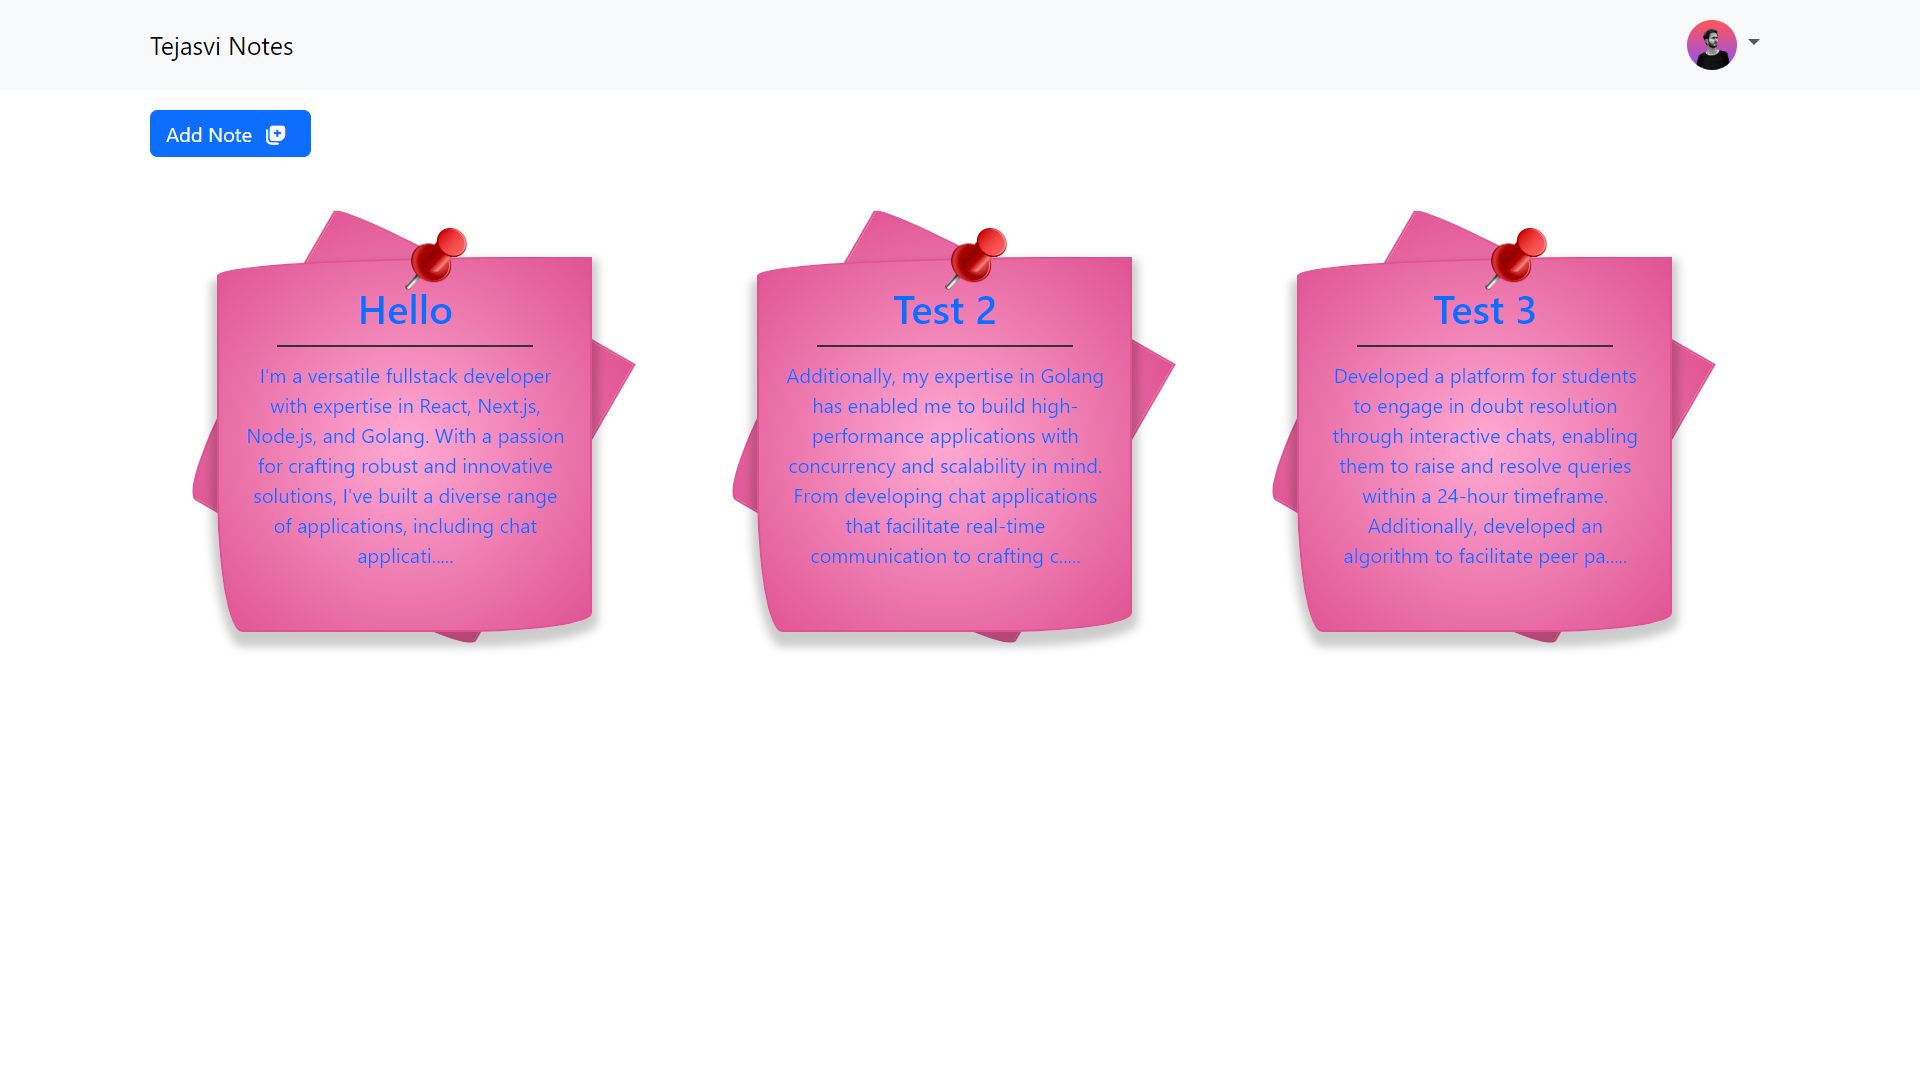 Tejasvi Notes
Add Note
Hello
I'm a versatile fullstack developer
with expertise in React, Next.js,
Node.js, and Golang. With a passion
for crafting robust and innovative
solutions, I've built a diverse range
of applications, including chat
applicati.....
Test 2
Additionally, my expertise in Golang
has enabled me to build high-
performance applications with
concurrency and scalability in mind.
From developing chat applications
that facilitate real-time
communication to crafting c.....
Test 3
Developed a platform for students
to engage in doubt resolution
through interactive chats, enabling
them to raise and resolve queries
within a 24-hour timeframe.
Additionally, developed an
algorithm to facilitate peer pa.....